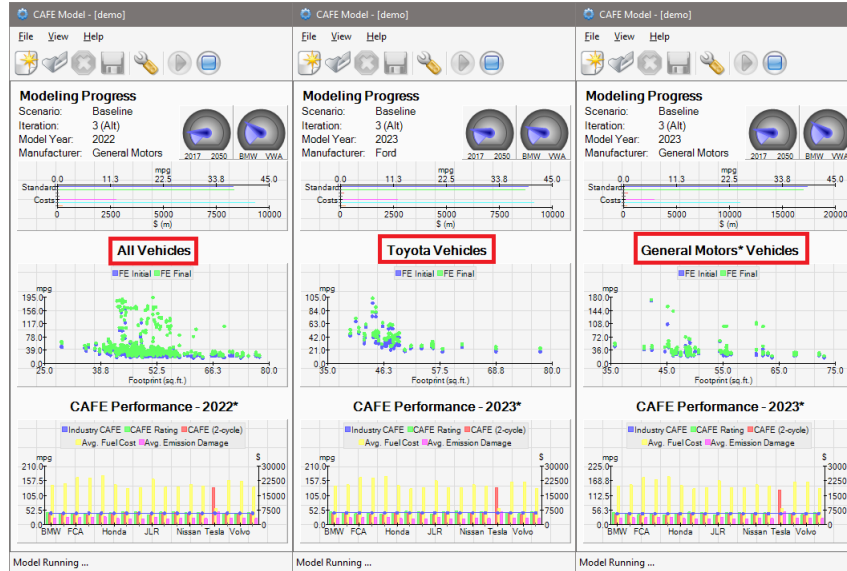 CAFE Model - [demo]
File View Help
Modeling Progress
Scenario: Baseline
Iteration: 3 (Alt)
Model Year: 2022
Manufacturer: General Motors
2017 2050 BMW VWA
mpg
0.0 11.3 22.5 33.8 45.0
Standard
Costs
0 2500 5000 7500 10000
$ (m)
All Vehicles
FE Initial FE Final
mpg
195.0
156.0
117.0
78.0
39.0
0.0
25.0 38.8 52.5 66.3 80.0
Footprint (sq.ft.)
CAFE Performance - 2022*
Industry CAFE CAFE Rating CAFE (2-cycle)
Avg. Fuel Cost Avg. Emission Damage
mpg $
210.0 30000
157.5 22500
105.0 15000
52.5 7500
0.0 0
BMW FCA Honda JLR Nissan Tesla Volvo
Model Running ...
CAFE Model - [demo]
File View Help
Modeling Progress
Scenario: Baseline
Iteration: 3 (Alt)
Model Year: 2023
Manufacturer: Ford
2017 2050 BMW VWA
mpg
0.0 11.3 22.5 33.8 45.0
Standard
Costs
0 2500 5000 7500 10000
$ (m)
Toyota Vehicles
FE Initial FE Final
mpg
105.0
84.0
63.0
42.0
21.0
0.0
35.0 46.3 57.5 68.8 80.0
Footprint (sq.ft.)
CAFE Performance - 2023*
Industry CAFE CAFE Rating CAFE (2-cycle)
Avg. Fuel Cost Avg. Emission Damage
mpg $
210.0 30000
157.5 22500
105.0 15000
52.5 7500
0.0 0
BMW FCA Honda JLR Nissan Tesla Volvo
Model Running ...
CAFE Model - [demo]
File View Help
Modeling Progress
Scenario: Baseline
Iteration: 3 (Alt)
Model Year: 2023
Manufacturer: General Motors
2017 2050 BMW VWA
mpg
0.0 11.3 22.5 33.8 45.0
Standard
Costs
0 5000 10000 15000 20000
$ (m)
General Motors* Vehicles
FE Initial FE Final
mpg
180.0
144.0
108.0
72.0
36.0
0.0
35.0 45.0 55.0 65.0 75.0
Footprint (sq.ft.)
CAFE Performance - 2023*
Industry CAFE CAFE Rating CAFE (2-cycle)
Avg. Fuel Cost Avg. Emission Damage
mpg $
225.0 30000
168.8 22500
112.5 15000
56.3 7500
0.0 0
BMW FCA Honda JLR Nissan Tesla Volvo
Model Running ...